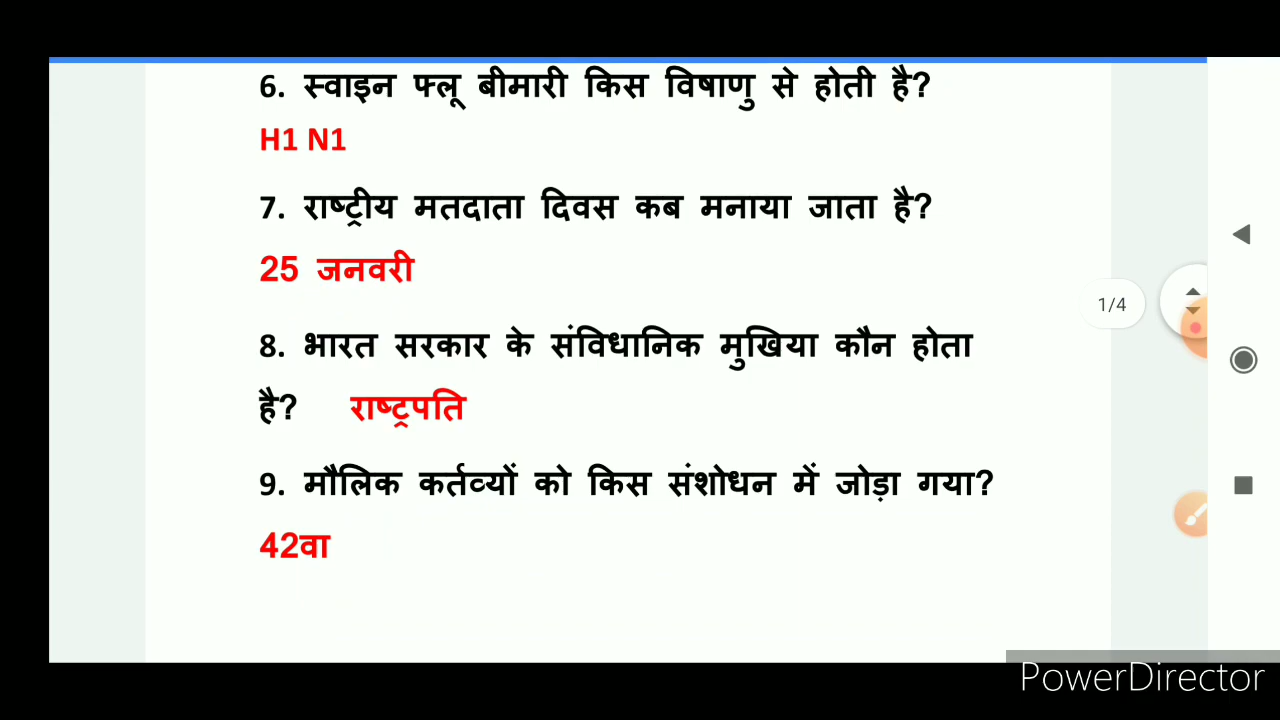 6. स्वाइन फ्लू बीमारी किस विषाणु से होती है?
H1 N1
7. राष्ट्रीय मतदाता दिवस कब मनाया जाता है?
25 जनवरी
1/4
8. भारत सरकार के संविधानिक मुखिया कौन होता
है? राष्ट्रपति
9. मौलिक कर्तव्यों को किस संशोधन में जोड़ा गया?
42वा
PowerDirector